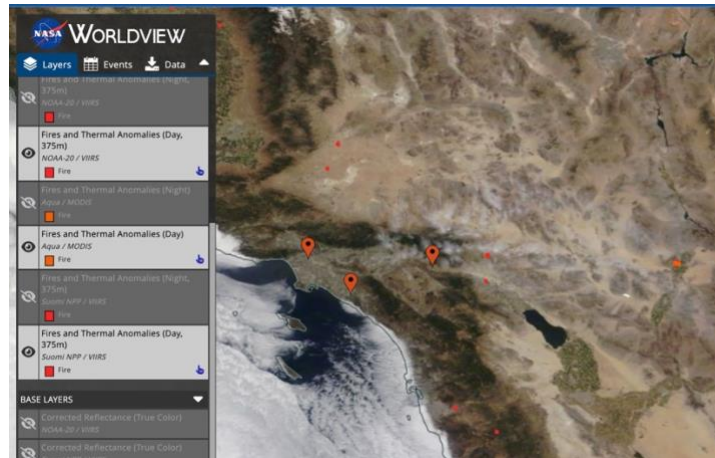 NASA WORLDVIEW
Layers Events Data
Fires and Thermal Anomalies (Night,
375m)
NOAA-20 / VIIRS
Fire
Fires and Thermal Anomalies (Day,
375m)
NOAA-20 / VIIRS
Fire
Fires and Thermal Anomalies (Night)
Aqua / MODIS
Fire
Fires and Thermal Anomalies (Day)
Aqua / MODIS
Fire
Fires and Thermal Anomalies (Night,
375m)
Suomi NPP / VIIRS
Fire
Fires and Thermal Anomalies (Day,
375m)
Suomi NPP / VIIRS
Fire
BASE LAYERS
Corrected Reflectance (True Color)
NOAA-20 / VIIRS
Corrected Reflectance (True Color)